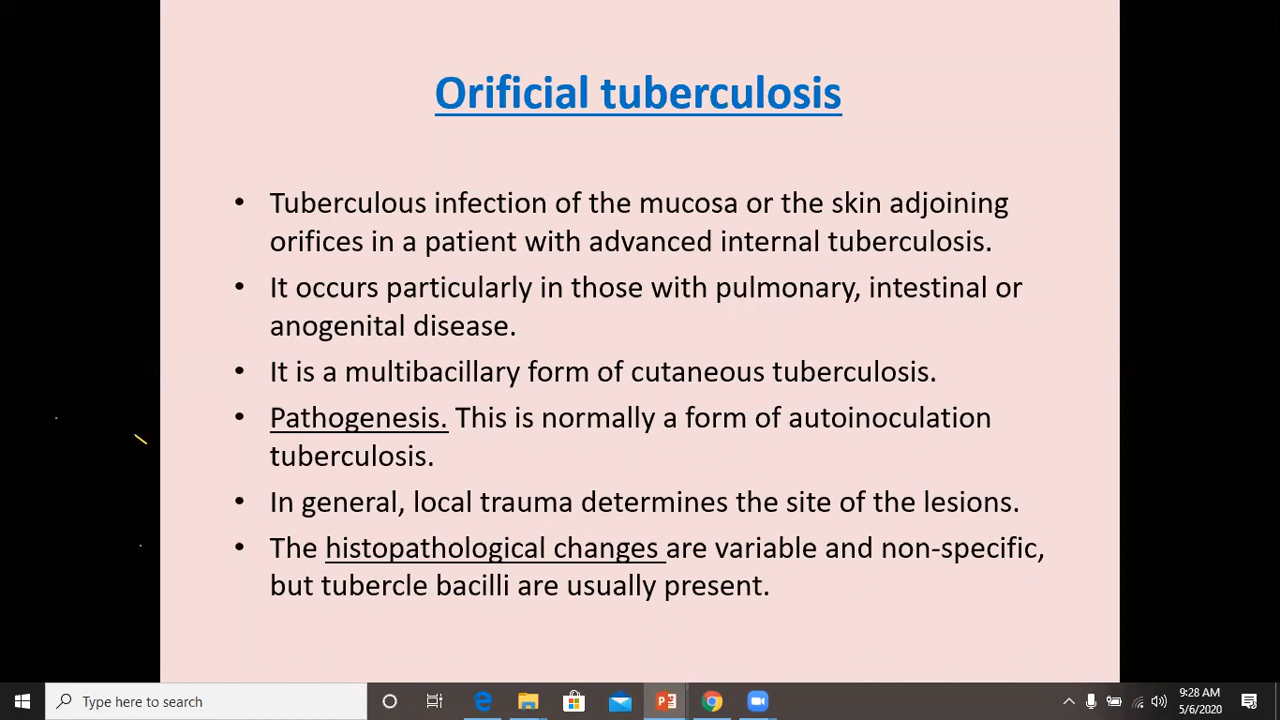 Orificial tuberculosis
• Tuberculous infection of the mucosa or the skin adjoining
orifices in a patient with advanced internal tuberculosis.
• It occurs particularly in those with pulmonary, intestinal or
anogenital disease.
• It is a multibacillary form of cutaneous tuberculosis.
• Pathogenesis. This is normally a form of autoinoculation
tuberculosis.
• In general, local trauma determines the site of the lesions.
• The histopathological changes are variable and non-specific,
but tubercle bacilli are usually present.
Type here to search
9:28 AM
5/6/2020